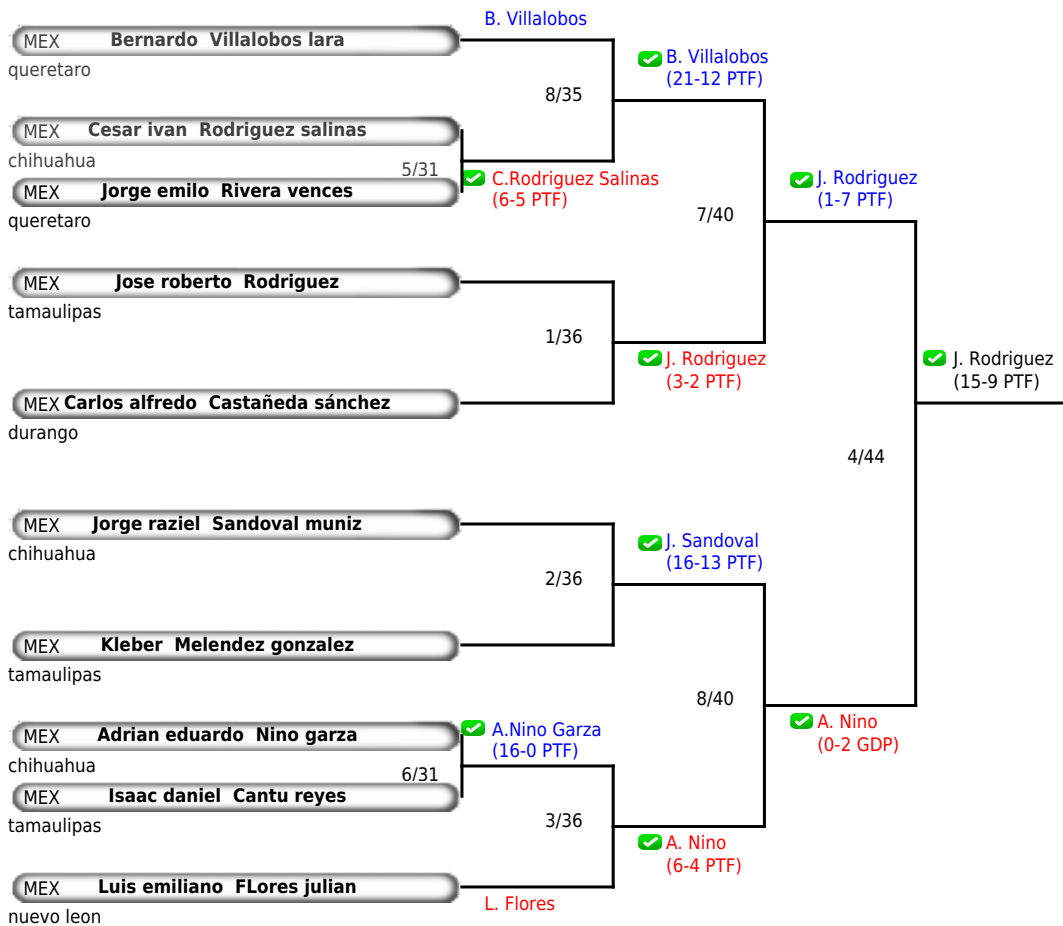 B. Villalobos
MEX Bernardo Villalobos lara
queretaro
B. Villalobos
(21-12 PTF)
8/35
MEX Cesar ivan Rodriguez salinas
chihuahua
5/31
C.Rodriguez Salinas
(6-5 PTF)
MEX Jorge emilo Rivera vences
queretaro
J. Rodriguez
(1-7 PTF)
7/40
MEX Jose roberto Rodriguez
tamaulipas
1/36
J. Rodriguez
(3-2 PTF)
J. Rodriguez
(15-9 PTF)
MEX Carlos alfredo Castañeda sánchez
durango
4/44
MEX Jorge raziel Sandoval muniz
chihuahua
J. Sandoval
(16-13 PTF)
2/36
MEX Kleber Melendez gonzalez
tamaulipas
8/40
A. Nino
(0-2 GDP)
MEX Adrian eduardo Nino garza
chihuahua
A.Nino Garza
(16-0 PTF)
6/31
MEX Isaac daniel Cantu reyes
tamaulipas
3/36
A. Nino
(6-4 PTF)
MEX Luis emiliano FLores julian
nuevo leon
L. Flores